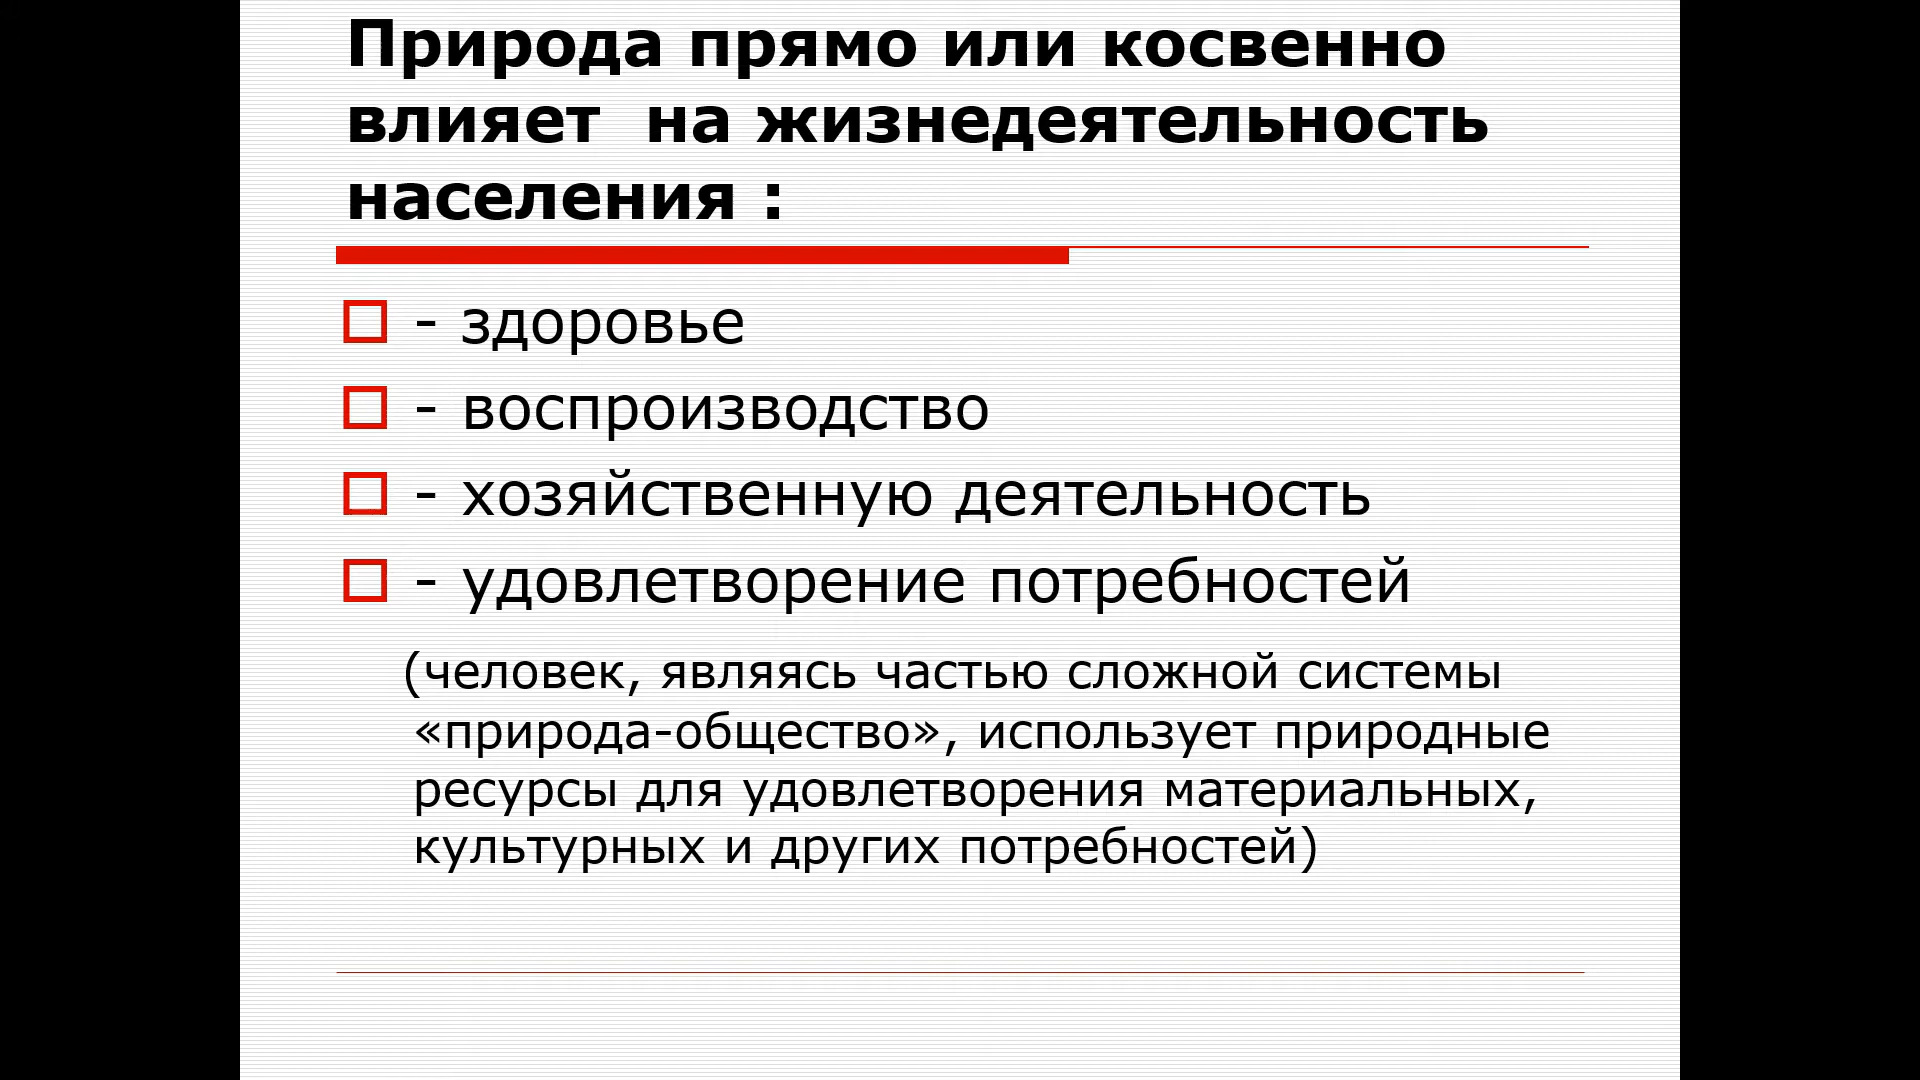 Природа прямо или косвенно
влияет  на жизнедеятельность
населения :
- здоровье
- воспроизводство
- хозяйственную деятельность
- удовлетворение потребностей
(человек, являясь частью сложной системы
«природа-общество», использует природные
ресурсы для удовлетворения материальных,
культурных и других потребностей)